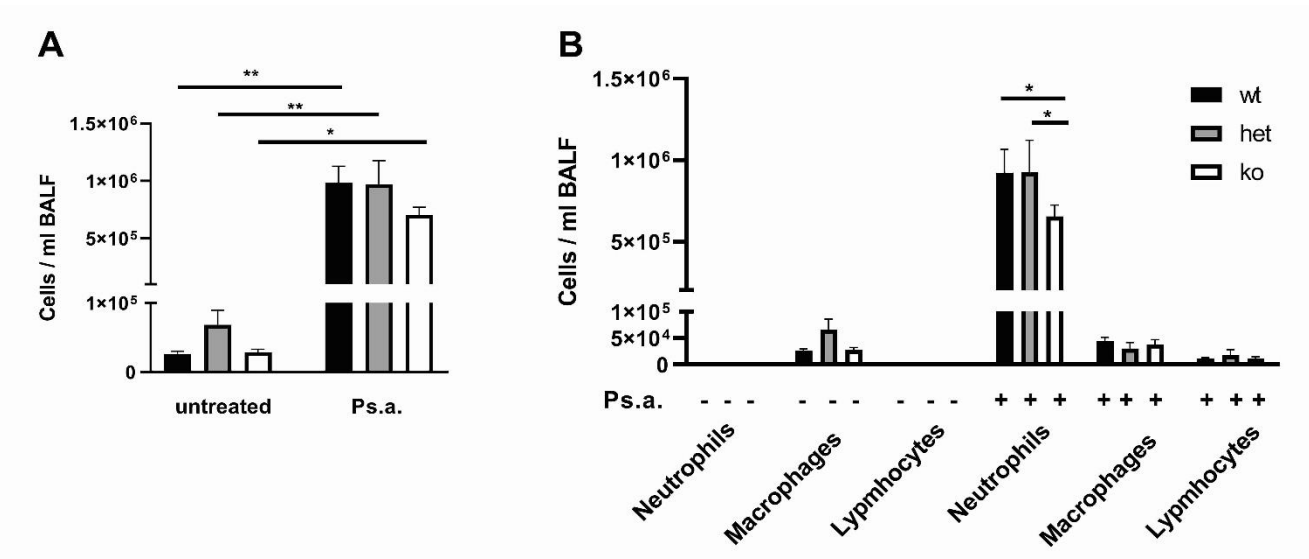 A
**
**
*
1.5×10⁶
1×10⁶
5×10⁵
1×10⁵
0
Cells / ml BALF
untreated Ps.a.
B
1.5×10⁶
1×10⁶
5×10⁵
1×10⁵
5×10⁴
0
Cells / ml BALF
*
*
wt
het
ko
Ps.a. - - - - - - - - - + + + + + + + + +
Neutrophils
Macrophages
Lypmhocytes
Neutrophils
Macrophages
Lypmhocytes